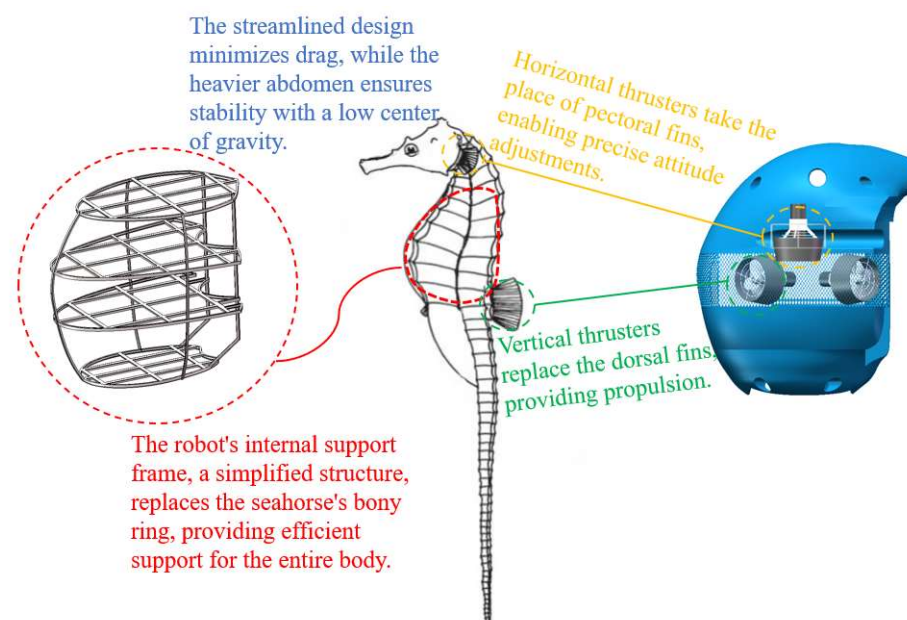 The streamlined design
minimizes drag, while the
heavier abdomen ensures
stability with a low center
of gravity.
Horizontal thrusters take the
place of pectoral fins,
enabling precise attitude
adjustments.
Vertical thrusters
replace the dorsal fins,
providing propulsion.
The robot's internal support
frame, a simplified structure,
replaces the seahorse's bony
ring, providing efficient
support for the entire body.